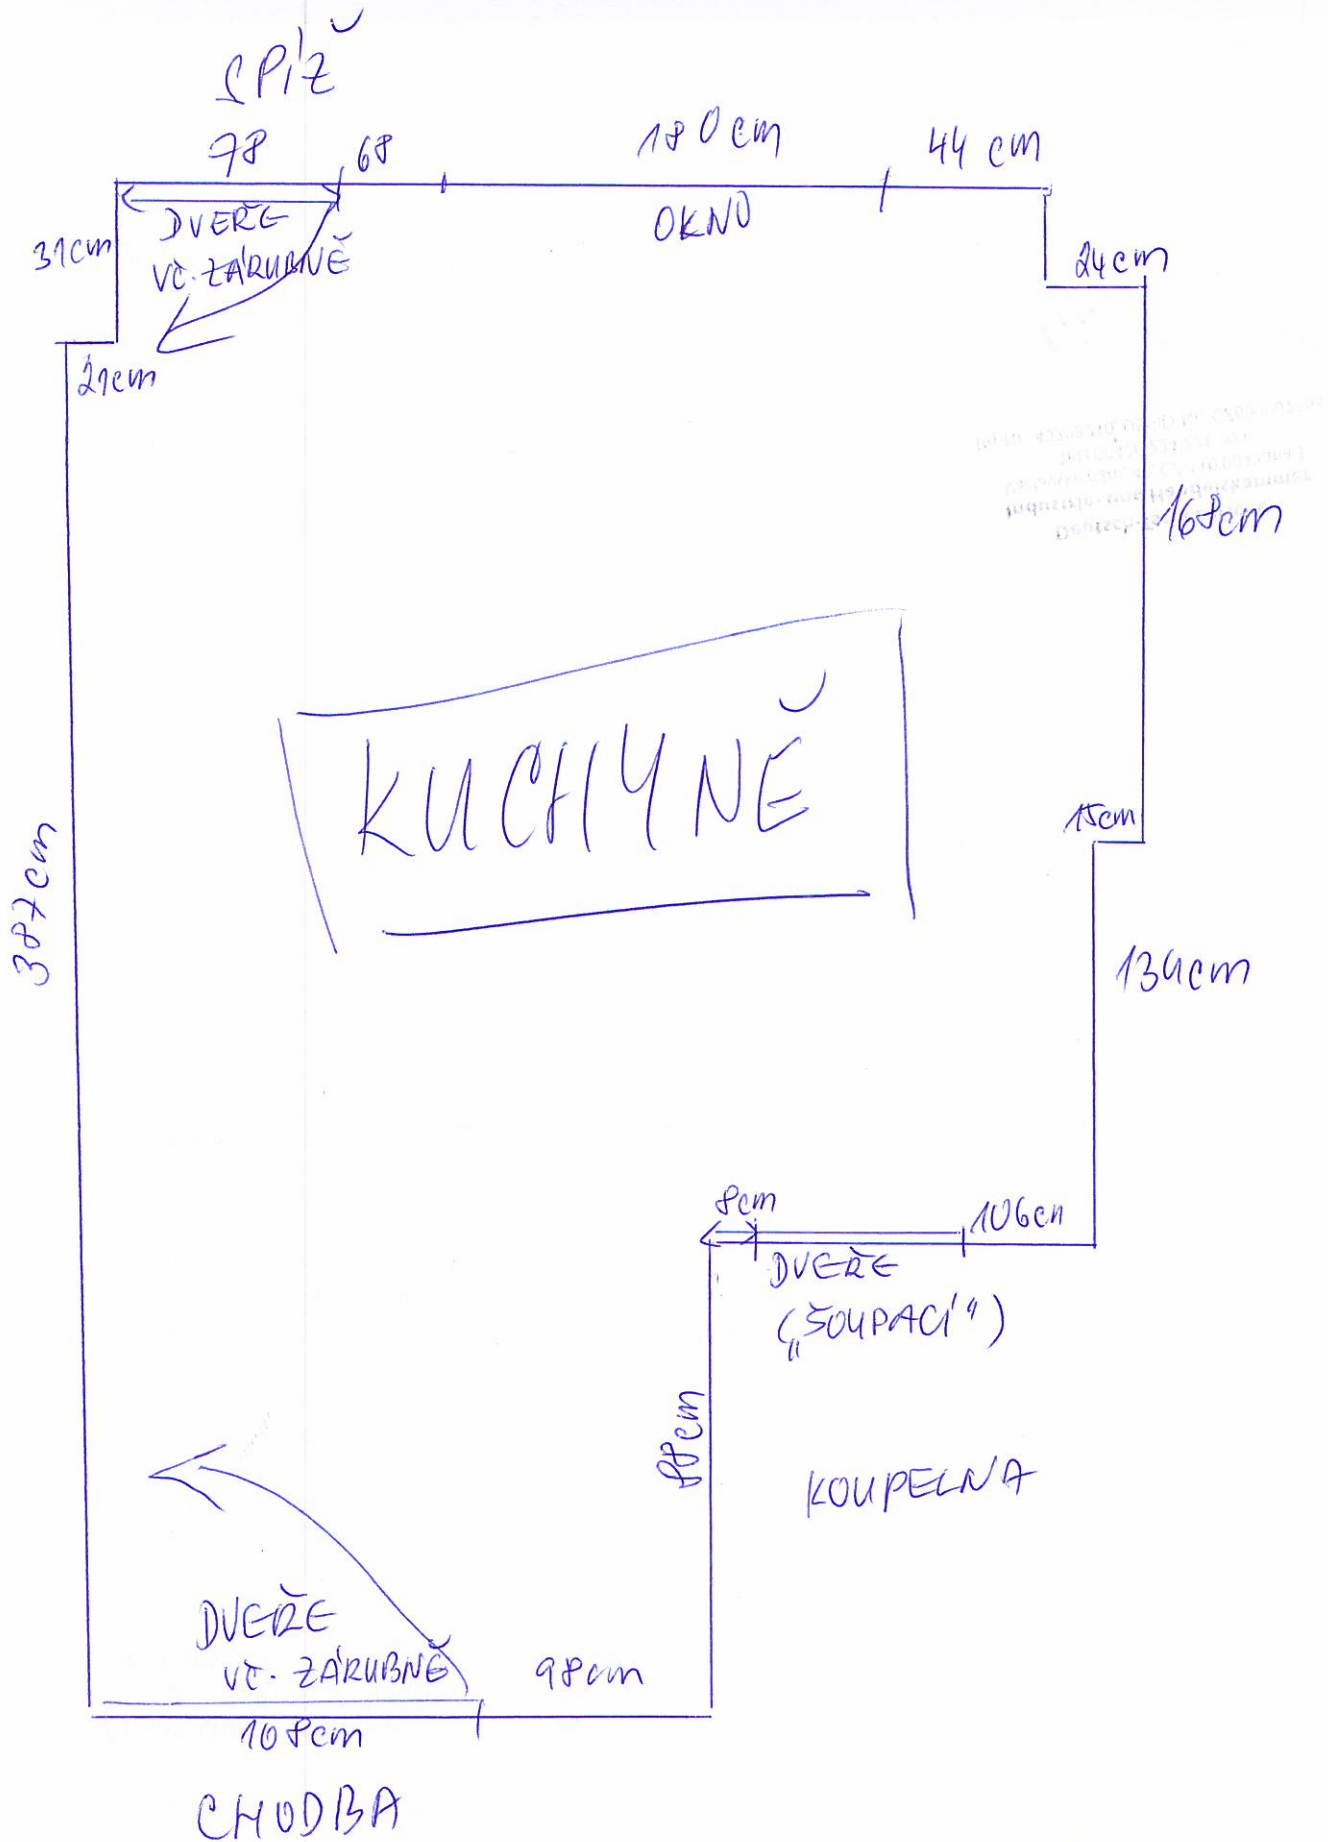 SPÍŽ
78
68
180 cm
44 cm
DVEŘE
VČ. ZÁRUBNĚ
OKNO
31cm
24cm
21cm
168cm
KUCHYNĚ
15cm
387cm
134cm
8cm
106cm
DVEŘE
(„ŠOUPACÍ")
88cm
KOUPELNA
DVEŘE
VČ. ZÁRUBNĚ
98cm
108cm
CHODBA